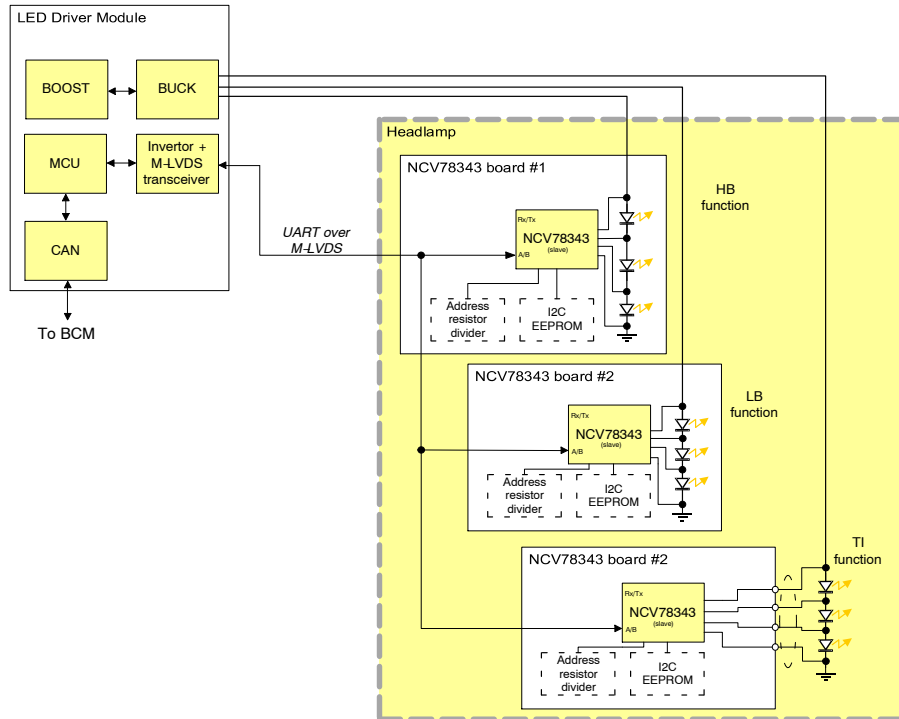 LED Driver Module
BOOST
BUCK
MCU
Invertor +
M-LVDS
transceiver
CAN
To BCM
UART over
M-LVDS
Headlamp
NCV78343 board #1
HB
function
Rx/Tx
NCV78343
(slave)
A/B
Address
resistor
divider
I2C
EEPROM
NCV78343 board #2
LB
function
Rx/Tx
NCV78343
(slave)
A/B
Address
resistor
divider
I2C
EEPROM
NCV78343 board #2
TI
function
Rx/Tx
NCV78343
(slave)
A/B
Address
resistor
divider
I2C
EEPROM